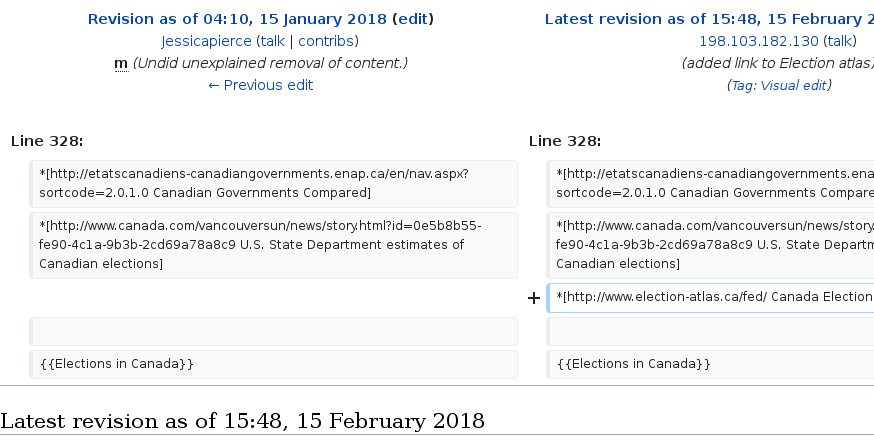 Revision as of 04:10, 15 January 2018 (edit)
Jessicapierce (talk | contribs)
m (Undid unexplained removal of content.)
← Previous edit
Latest revision as of 15:48, 15 February 2
198.103.182.130 (talk)
(added link to Election atlas)
(Tag: Visual edit)
Line 328:
Line 328:
*[http://etatscanadiens-canadiangovernments.enap.ca/en/nav.aspx?
sortcode=2.0.1.0 Canadian Governments Compared]
*[http://etatscanadiens-canadiangovernments.ena
sortcode=2.0.1.0 Canadian Governments Compare
*[http://www.canada.com/vancouversun/news/story.html?id=0e5b8b55-
fe90-4c1a-9b3b-2cd69a78a8c9 U.S. State Department estimates of
Canadian elections]
*[http://www.canada.com/vancouversun/news/story.
fe90-4c1a-9b3b-2cd69a78a8c9 U.S. State Departm
Canadian elections]
+ *[http://www.election-atlas.ca/fed/ Canada Election
{{Elections in Canada}}
{{Elections in Canada}}
Latest revision as of 15:48, 15 February 2018